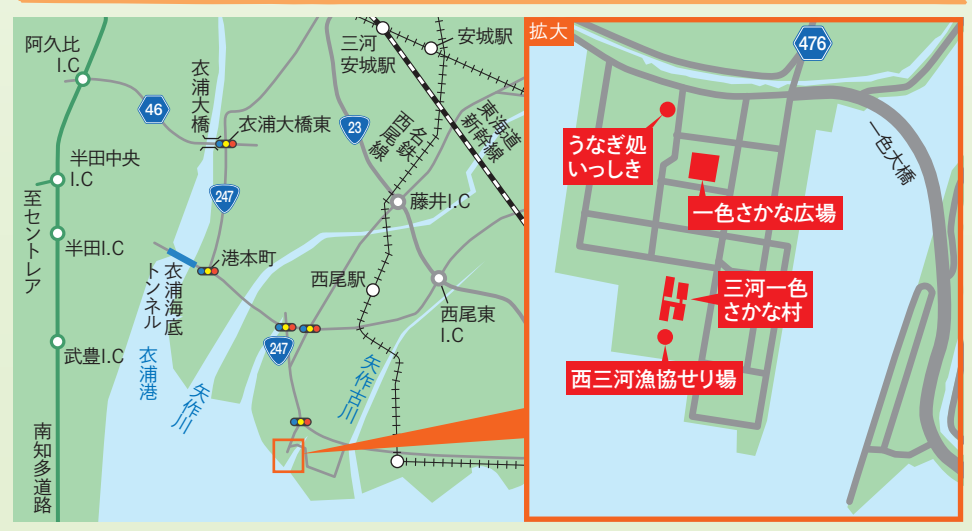 阿久比
I.C
46
衣浦大橋
衣浦大橋東
半田中央
I.C
至セントレア
半田I.C
247
衣浦海底
トンネル
港本町
武豊I.C
衣浦港
南知多道路
矢作川
247
三河
安城駅
安城駅
23
名鉄
西尾線
東海道
新幹線
藤井I.C
西尾駅
西尾東
I.C
矢作古川
拡大
476
一色大橋
うなぎ処
いっしき
一色さかな広場
三河一色
さかな村
西三河漁協せり場